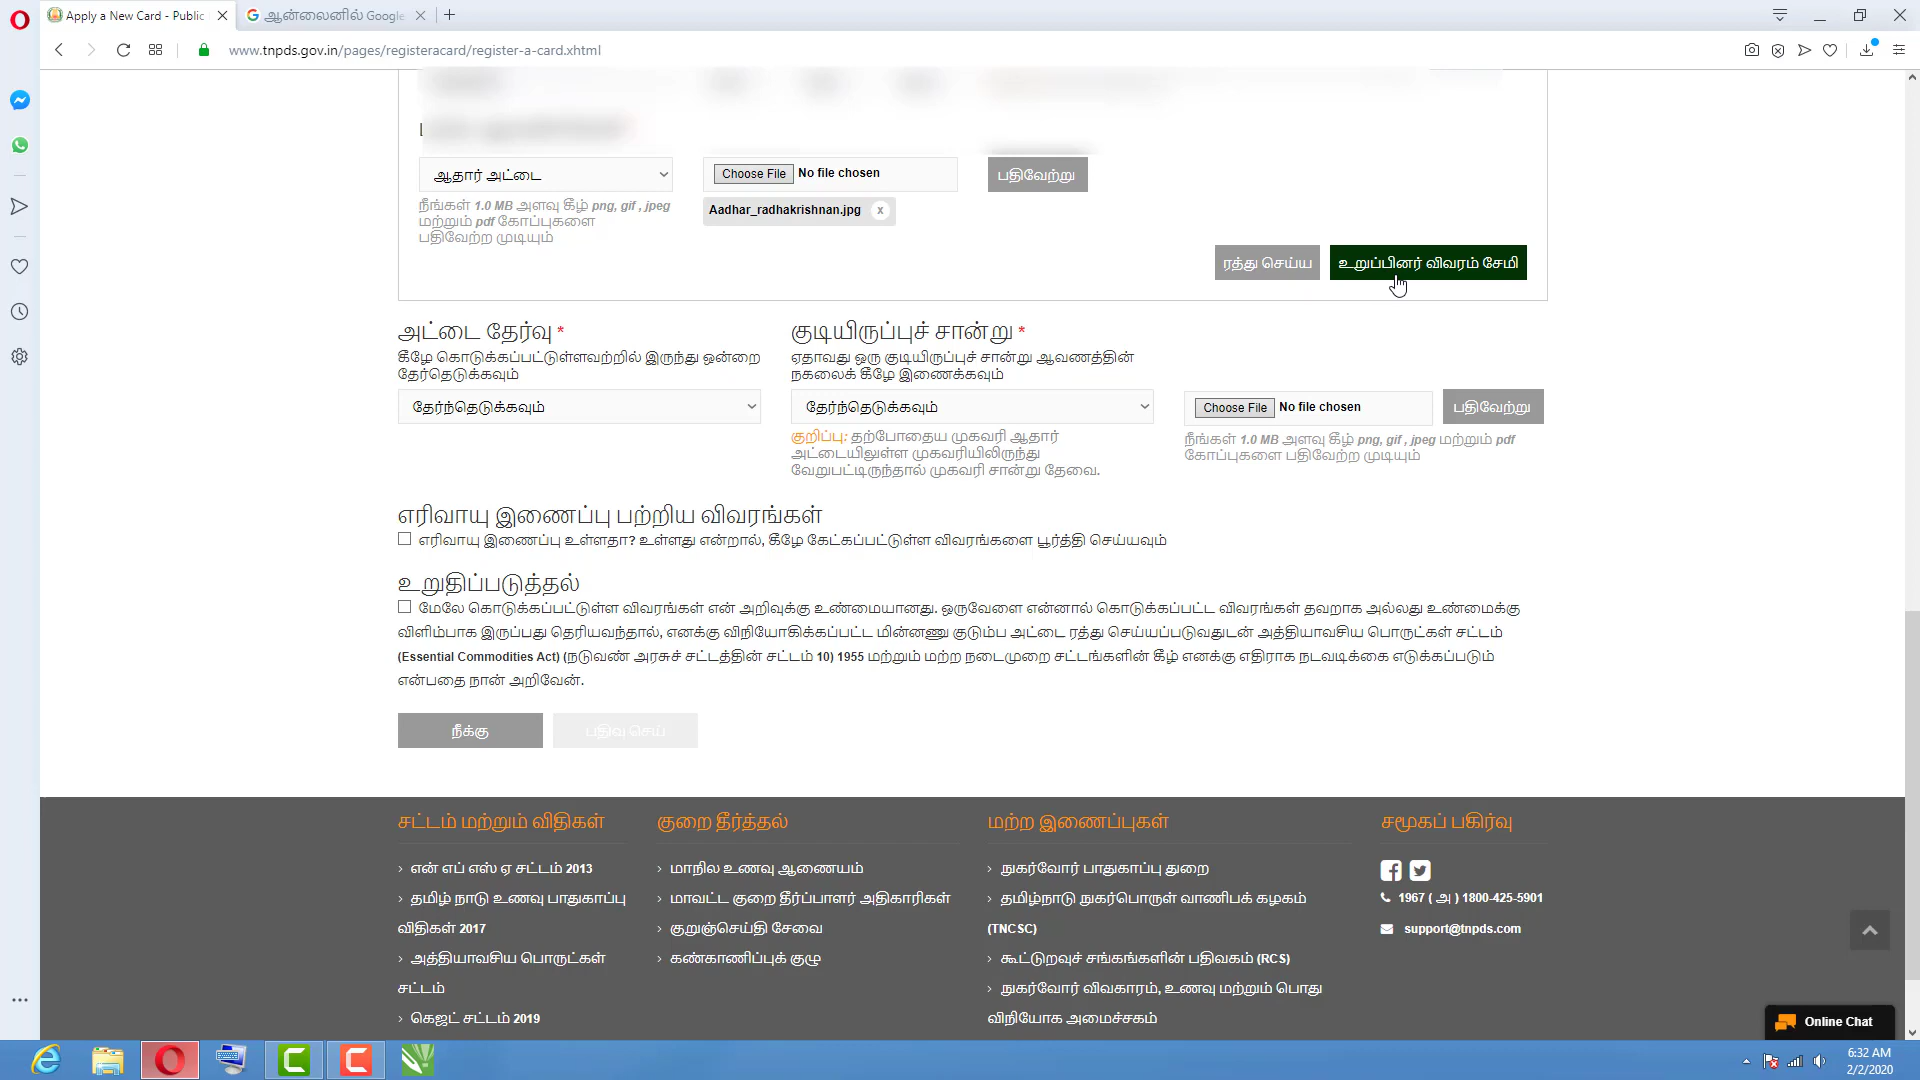 Apply a New Card - Public
ஆன்லைனில் Google
www.tnpds.gov.in/pages/registeracard/register-a-card.xhtml
ஆதார் அட்டை
Choose File No file chosen
பதிவேற்று
நீங்கள் 1.0 MB அளவு கீழ் png, gif , jpeg
மற்றும் pdf கோப்புகளை
பதிவேற்ற முடியும்
Aadhar_radhakrishnan.jpg x
ரத்து செய்ய
உறுப்பினர் விவரம் சேமி
அட்டை தேர்வு *
கீழே கொடுக்கப்பட்டுள்ளவற்றில் இருந்து ஒன்றை
தேர்தெடுக்கவும்
தேர்ந்தெடுக்கவும்
குடியிருப்புச் சான்று *
ஏதாவது ஒரு குடியிருப்புச் சான்று ஆவணத்தின்
நகலைக் கீழே இணைக்கவும்
தேர்ந்தெடுக்கவும்
குறிப்பு: தற்போதைய முகவரி ஆதார்
அட்டையிலுள்ள முகவரியிலிருந்து
வேறுபட்டிருந்தால் முகவரி சான்று தேவை.
Choose File No file chosen
பதிவேற்று
நீங்கள் 1.0 MB அளவு கீழ் png, gif , jpeg மற்றும் pdf
கோப்புகளை பதிவேற்ற முடியும்
எரிவாயு இணைப்பு பற்றிய விவரங்கள்
எரிவாயு இணைப்பு உள்ளதா? உள்ளது என்றால், கீழே கேட்கப்பட்டுள்ள விவரங்களை பூர்த்தி செய்யவும்
உறுதிப்படுத்தல்
மேலே கொடுக்கப்பட்டுள்ள விவரங்கள் என் அறிவுக்கு உண்மையானது. ஒருவேளை என்னால் கொடுக்கப்பட்ட விவரங்கள் தவறாக அல்லது உண்மைக்கு
விளிம்பாக இருப்பது தெரியவந்தால், எனக்கு விநியோகிக்கப்பட்ட மின்னணு குடும்ப அட்டை ரத்து செய்யப்படுவதுடன் அத்தியாவசிய பொருட்கள் சட்டம்
(Essential Commodities Act) (நடுவண் அரசுச் சட்டத்தின் சட்டம் 10) 1955 மற்றும் மற்ற நடைமுறை சட்டங்களின் கீழ் எனக்கு எதிராக நடவடிக்கை எடுக்கப்படும்
என்பதை நான் அறிவேன்.
நீக்கு
பதிவு செய்
சட்டம் மற்றும் விதிகள்
என் எப் எஸ் ஏ சட்டம் 2013
தமிழ் நாடு உணவு பாதுகாப்பு
விதிகள் 2017
அத்தியாவசிய பொருட்கள்
சட்டம்
கெஜட் சட்டம் 2019
குறை தீர்த்தல்
மாநில உணவு ஆணையம்
மாவட்ட குறை தீர்ப்பாளர் அதிகாரிகள்
குறுஞ்செய்தி சேவை
கண்காணிப்புக் குழு
மற்ற இணைப்புகள்
நுகர்வோர் பாதுகாப்பு துறை
தமிழ்நாடு நுகர்பொருள் வாணிபக் கழகம்
(TNCSC)
கூட்டுறவுச் சங்கங்களின் பதிவகம் (RCS)
நுகர்வோர் விவகாரம், உணவு மற்றும் பொது
விநியோக அமைச்சகம்
சமூகப் பகிர்வு
1967 ( அ ) 1800-425-5901
support@tnpds.com
Online Chat
6:32 AM
2/2/2020